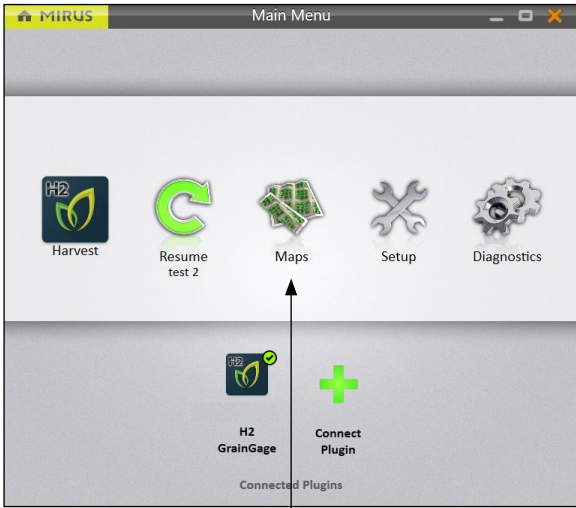 MIRUS
Main Menu
H2
Harvest
Resume
test 2
Maps
Setup
Diagnostics
H2
H2
GrainGage
Connect
Plugin
Connected Plugins